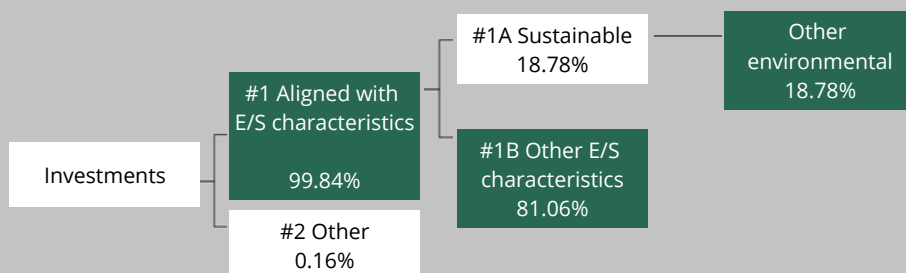 Investments
#1 Aligned with
E/S characteristics
99.84%
#2 Other
0.16%
#1A Sustainable
18.78%
#1B Other E/S
characteristics
81.06%
Other
environmental
18.78%